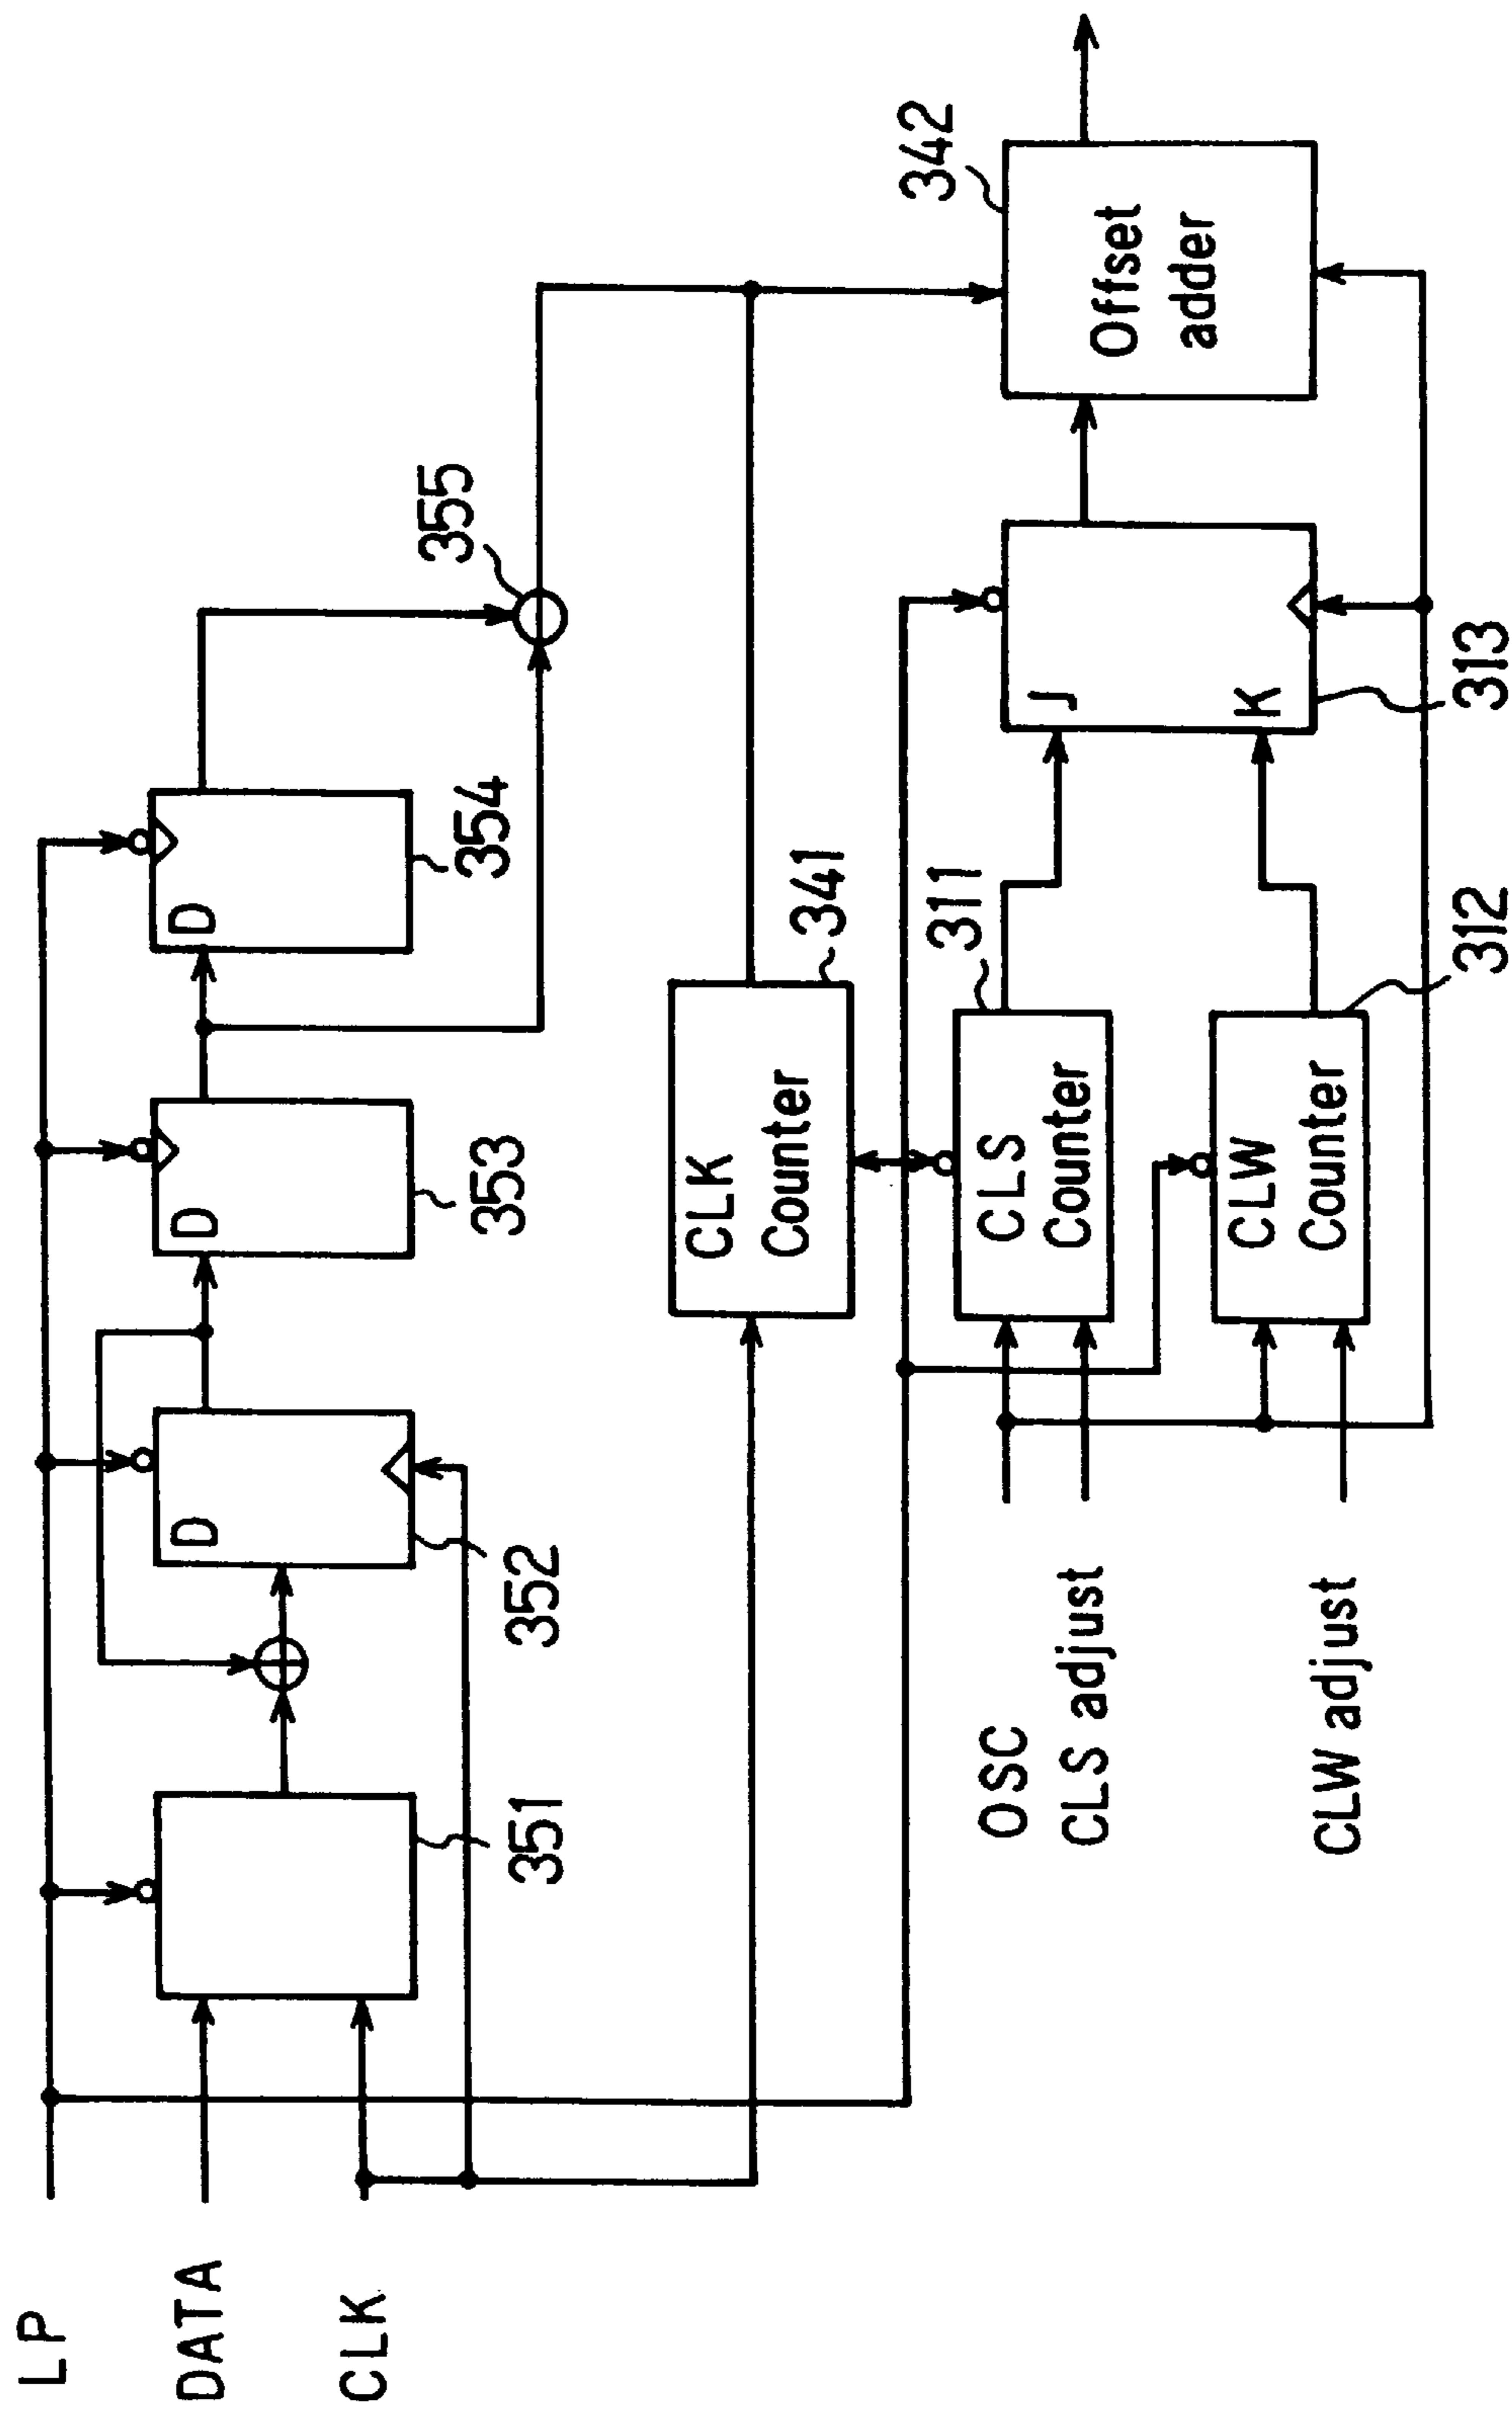 LP
DATA
CLK
351
352
353
354
355
D
D
D
CLK
Counter
341
OSC
CLS adjust
CLW adjust
CLS
Counter
311
CLW
Counter
312
J
K
313
Offset
adder
342